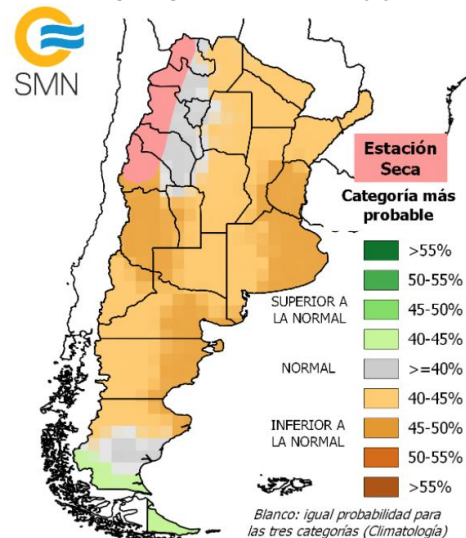 SMN
Estación
Seca
Categoría más
probable
>55%
50-55%
SUPERIOR A
LA NORMAL
45-50%
40-45%
NORMAL
>=40%
40-45%
INFERIOR A
LA NORMAL
45-50%
50-55%
>55%
Blanco: igual probabilidad para
las tres categorías (Climatología)